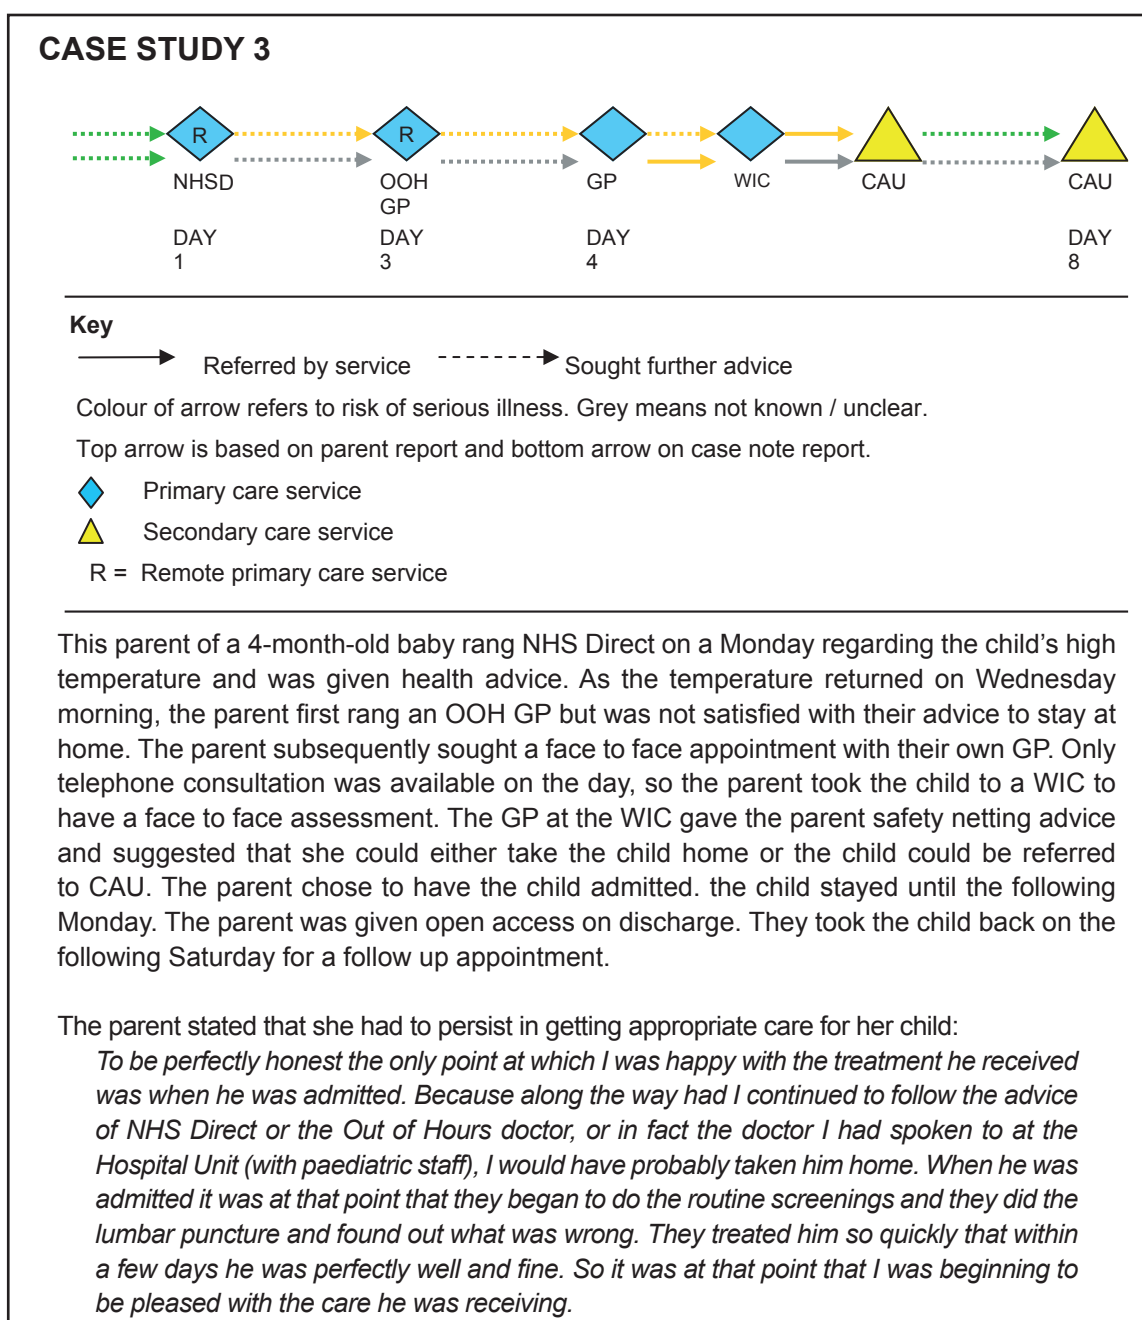 CASE STUDY 3
R R
NHSD OOH GP WIC CAU CAU
GP
DAY DAY DAY DAY
1 3 4 8
Key
Referred by service Sought further advice
Colour of arrow refers to risk of serious illness. Grey means not known / unclear.
Top arrow is based on parent report and bottom arrow on case note report.
Primary care service
Secondary care service
R = Remote primary care service
This parent of a 4-month-old baby rang NHS Direct on a Monday regarding the child’s high
temperature and was given health advice. As the temperature returned on Wednesday
morning, the parent first rang an OOH GP but was not satisfied with their advice to stay at
home. The parent subsequently sought a face to face appointment with their own GP. Only
telephone consultation was available on the day, so the parent took the child to a WIC to
have a face to face assessment. The GP at the WIC gave the parent safety netting advice
and suggested that she could either take the child home or the child could be referred
to CAU. The parent chose to have the child admitted. the child stayed until the following
Monday. The parent was given open access on discharge. They took the child back on the
following Saturday for a follow up appointment.
The parent stated that she had to persist in getting appropriate care for her child:
To be perfectly honest the only point at which I was happy with the treatment he received
was when he was admitted. Because along the way had I continued to follow the advice
of NHS Direct or the Out of Hours doctor, or in fact the doctor I had spoken to at the
Hospital Unit (with paediatric staff), I would have probably taken him home. When he was
admitted it was at that point that they began to do the routine screenings and they did the
lumbar puncture and found out what was wrong. They treated him so quickly that within
a few days he was perfectly well and fine. So it was at that point that I was beginning to
be pleased with the care he was receiving.